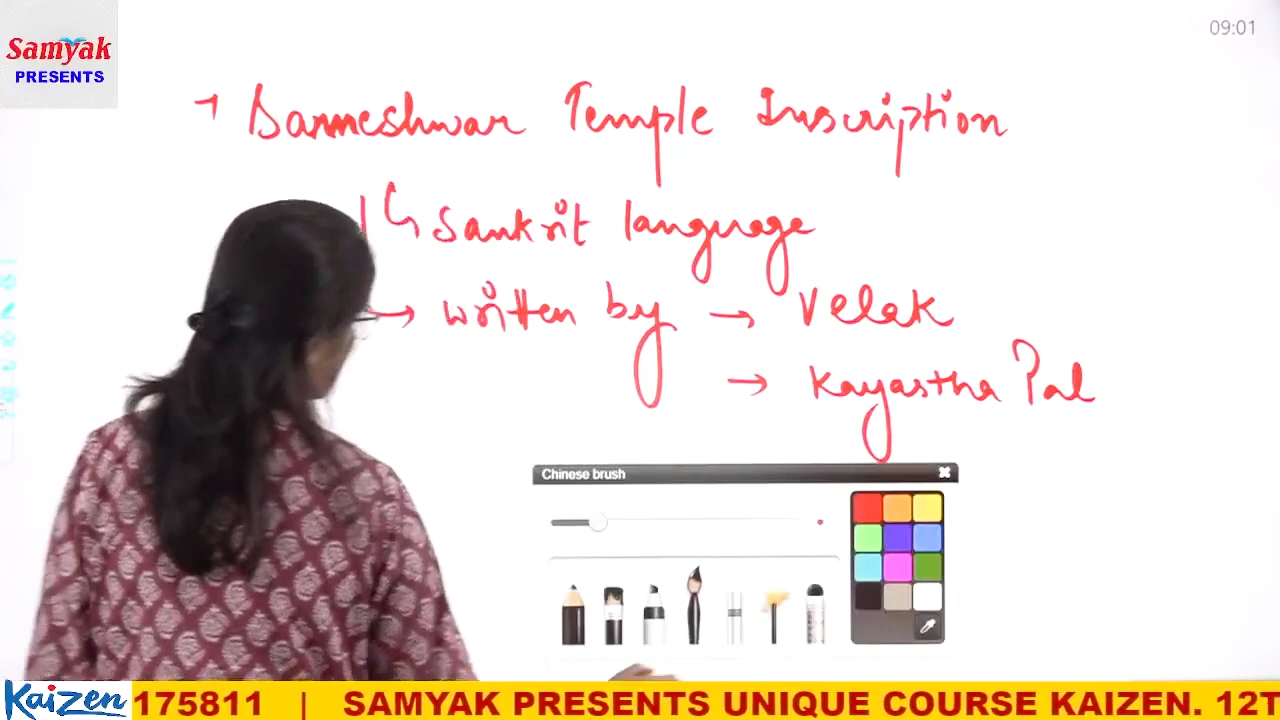 Samyak
PRESENTS
09:01
Sarneshwar Temple Inscription
Sankrit language
→ written by → Velak
→ Kayastha Pal
Chinese brush
Kaizen 175811 | SAMYAK PRESENTS UNIQUE COURSE KAIZEN. 12T